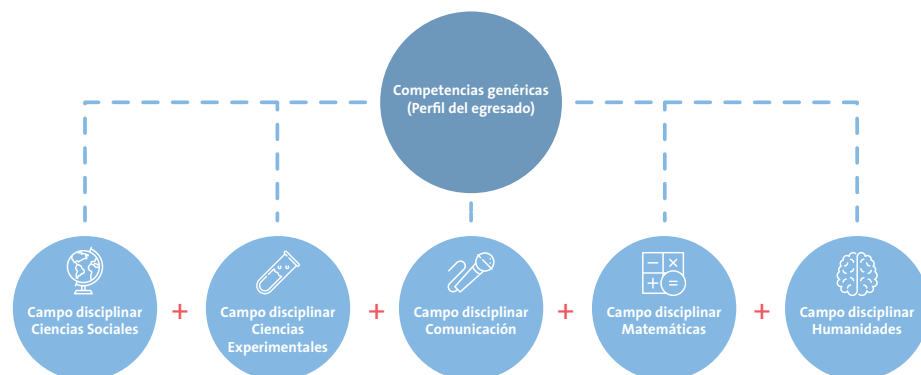 Competencias genéricas
(Perfil del egresado)
Campo disciplinar
Ciencias Sociales
+
Campo disciplinar
Ciencias
Experimentales
+
Campo disciplinar
Comunicación
+
Campo disciplinar
Matemáticas
+
Campo disciplinar
Humanidades